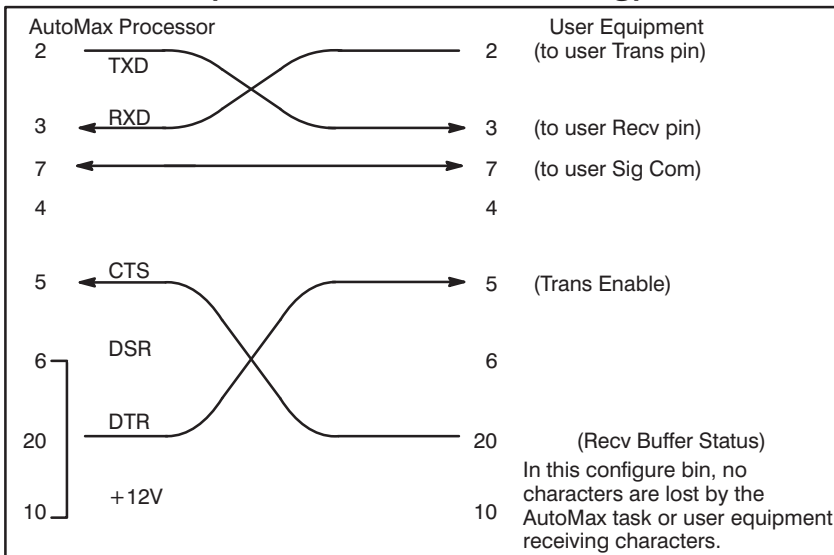 AutoMax Processor User Equipment
2 TXD 2 (to user Trans pin)
3 RXD 3 (to user Recv pin)
7 7 (to user Sig Com)
4 4
5 CTS 5 (Trans Enable)
6 DSR 6
20 DTR 20 (Recv Buffer Status)
10 +12V 10
In this configure bin, no
characters are lost by the
AutoMax task or user equipment
receiving characters.